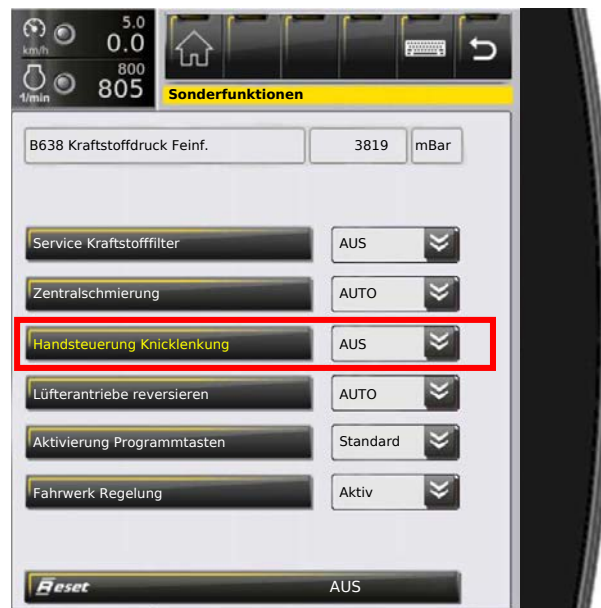 km/h
5.0
0.0
1/min
800
805
Sonderfunktionen
B638 Kraftstoffdruck Feinf. 3819 mBar
Service Kraftstofffilter AUS
Zentralschmierung AUTO
Handsteuerung Knicklenkung AUS
Lüfterantriebe reversieren AUTO
Aktivierung Programmtasten Standard
Fahrwerk Regelung Aktiv
Reset AUS